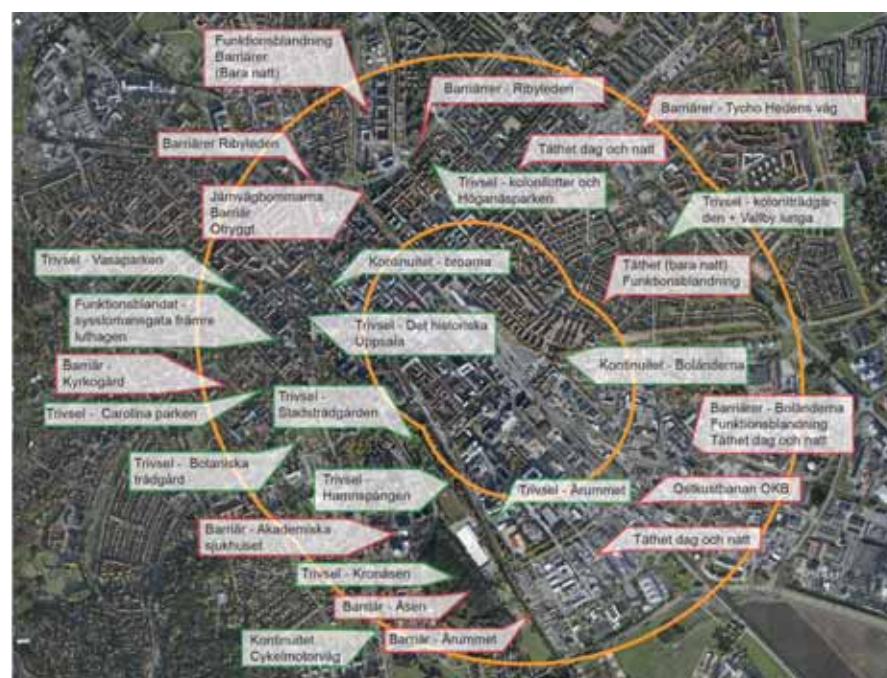 Funktionsblandning
Barriärer
(Bara natt)
Barriärrer - Ribyleden
Barriärer - Tycho Hedens väg
Barriärer Ribyleden
Täthet dag och natt
Järnvägbommarna
Barriär
Otryggt
Trivsel - kolonilotter och
Höganäsparken
Trivsel - koloniträdgår-
den + Vallby lunga
Trivsel - Vasaparken
Kontinuitet - broarna
Täthet (bara natt)
Funktionsblandning
Funktionsblandat -
sysslomansgata främre
luthagen
Trivsel - Det historiska
Uppsala
Barriär -
Kyrkogård
Kontinuitet - Boländerna
Trivsel -
Stadsträdgården
Trivsel - Carolina parken
Barriärer - Boländerna
Funktionsblandning
Täthet dag och natt
Trivsel - Botaniska
trädgård
Trivsel -
Hamnspången
Trivsel - Årummet
Ostkustbanan OKB
Barriär - Akademiska
sjukhuset
Täthet dag och natt
Trivsel - Kronåsen
Barriär - Åsen
Kontinuitet
Cykelmotorväg
Barriär - Årummet